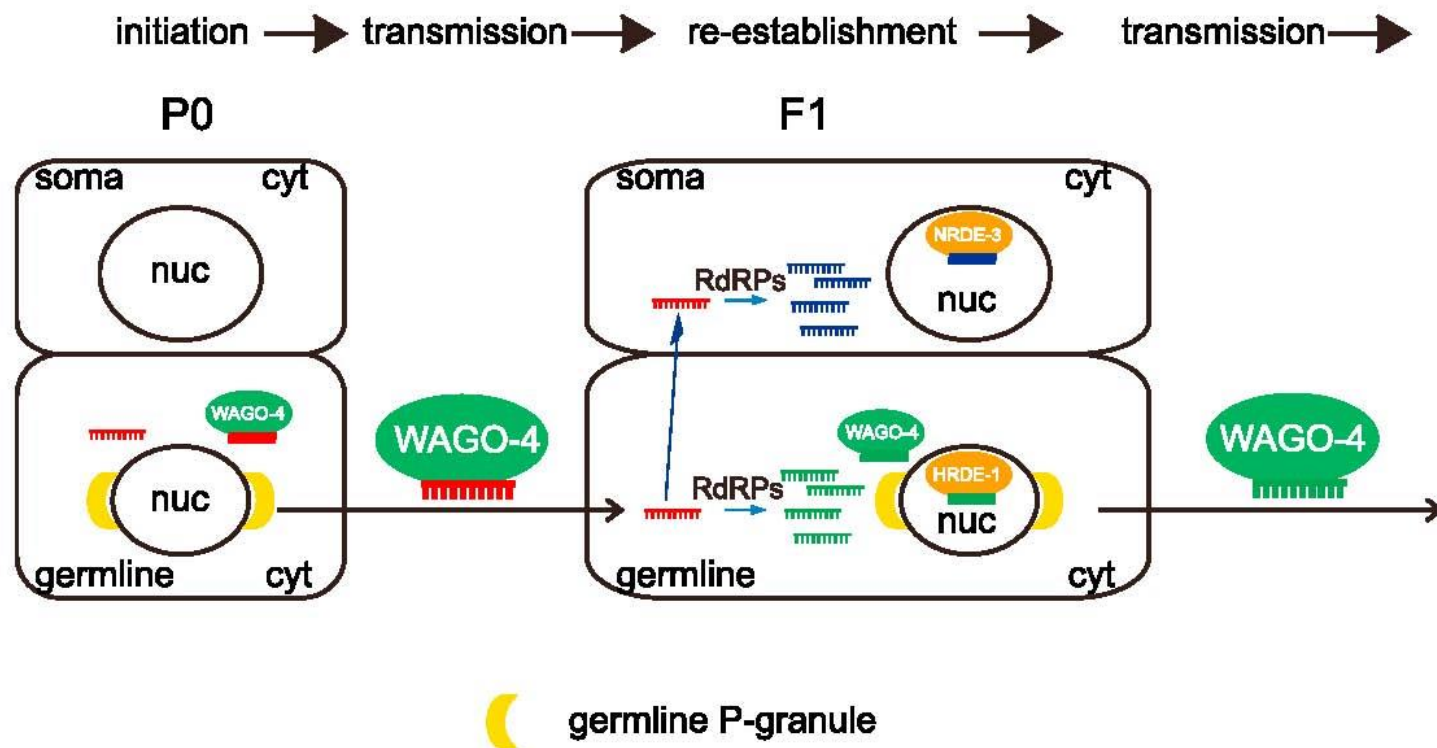 initiation transmission re-establishment transmission
P0 F1
soma cyt
nuc
WAGO-4
nuc
germline cyt
WAGO-4
soma cyt
NRDE-3
RdRPs
nuc
WAGO-4
HRDE-1
RdRPs
nuc
germline cyt
WAGO-4
germline P-granule